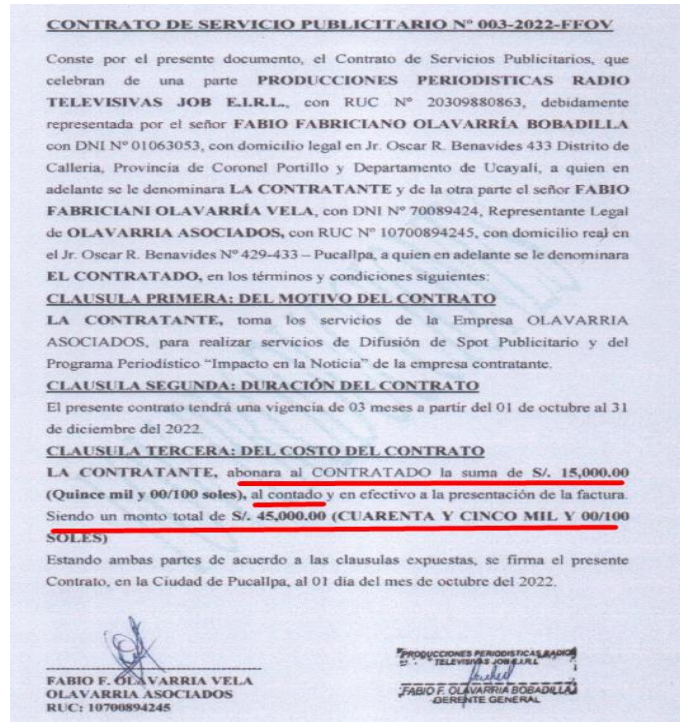 CONTRATO DE SERVICIO PUBLICITARIO Nº 003-2022-FFOV
Conste por el presente documento, el Contrato de Servicios Publicitarios, que
celebran de una parte PRODUCCIONES PERIODISTICAS RADIO
TELEVISIVAS JOB E.I.R.L., con RUC Nº 20309880863, debidamente
representada por el señor FABIO FABRICIANO OLAVARRÍA BOBADILLA
con DNI Nº 01063053, con domicilio legal en Jr. Oscar R. Benavides 433 Distrito de
Calleria, Provincia de Coronel Portillo y Departamento de Ucayali, a quien en
adelante se le denominara LA CONTRATANTE y de la otra parte el señor FABIO
FABRICIANI OLAVARRÍA VELA, con DNI Nº 70089424, Representante Legal
de OLAVARRIA ASOCIADOS, con RUC Nº 10700894245, con domicilio real en
el Jr. Oscar R. Benavides Nº 429-433 – Pucallpa, a quien en adelante se le denominara
EL CONTRATADO, en los términos y condiciones siguientes:
CLAUSULA PRIMERA: DEL MOTIVO DEL CONTRATO
LA CONTRATANTE, toma los servicios de la Empresa OLAVARRIA
ASOCIADOS, para realizar servicios de Difusión de Spot Publicitario y del
Programa Periodístico “Impacto en la Noticia” de la empresa contratante.
CLAUSULA SEGUNDA: DURACIÓN DEL CONTRATO
El presente contrato tendrá una vigencia de 03 meses a partir del 01 de octubre al 31
de diciembre del 2022.
CLAUSULA TERCERA: DEL COSTO DEL CONTRATO
LA CONTRATANTE, abonara al CONTRATADO la suma de S/. 15,000.00
(Quince mil y 00/100 soles), al contado y en efectivo a la presentación de la factura.
Siendo un monto total de S/. 45,000.00 (CUARENTA Y CINCO MIL Y 00/100
SOLES)
Estando ambas partes de acuerdo a las clausulas expuestas, se firma el presente
Contrato, en la Ciudad de Pucallpa, al 01 día del mes de octubre del 2022.
FABIO F. OLAVARRIA VELA
OLAVARRIA ASOCIADOS
RUC: 10700894245
PRODUCCIONES PERIODISTICAS RADIO
TELEVISIVAS JOB E.I.R.L
FABIO F. OLAVARRIA BOBADILLA
GERENTE GENERAL